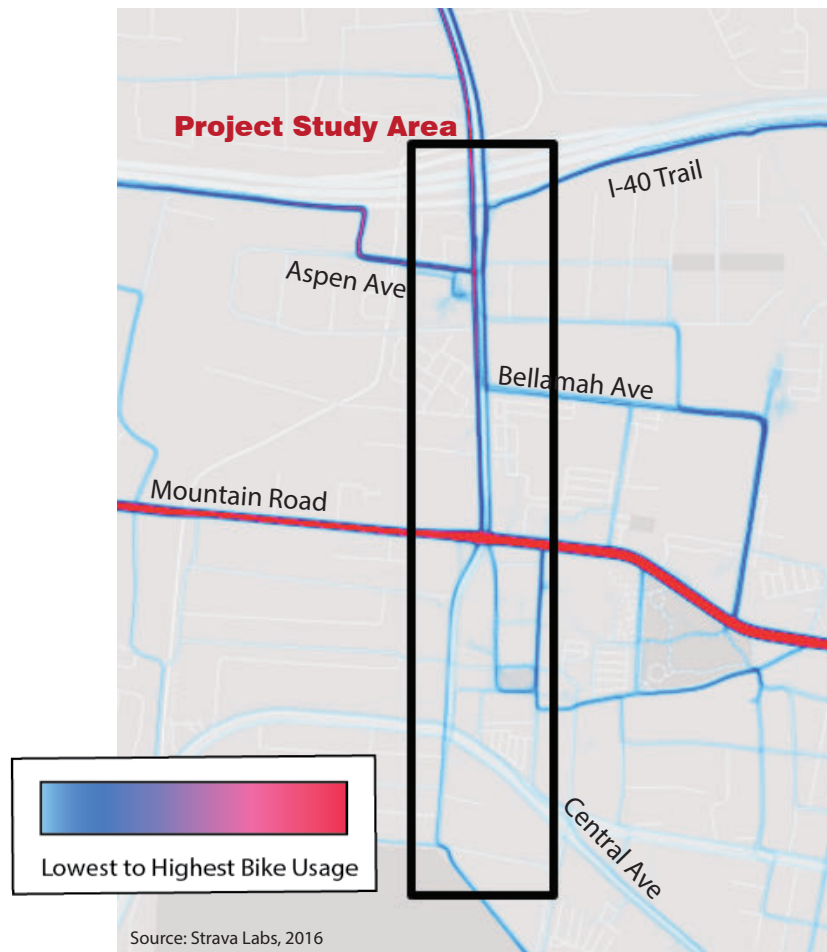 Project Study Area
I-40 Trail
Aspen Ave
Bellamah Ave
Mountain Road
Central Ave
Lowest to Highest Bike Usage
Source: Strava Labs, 2016